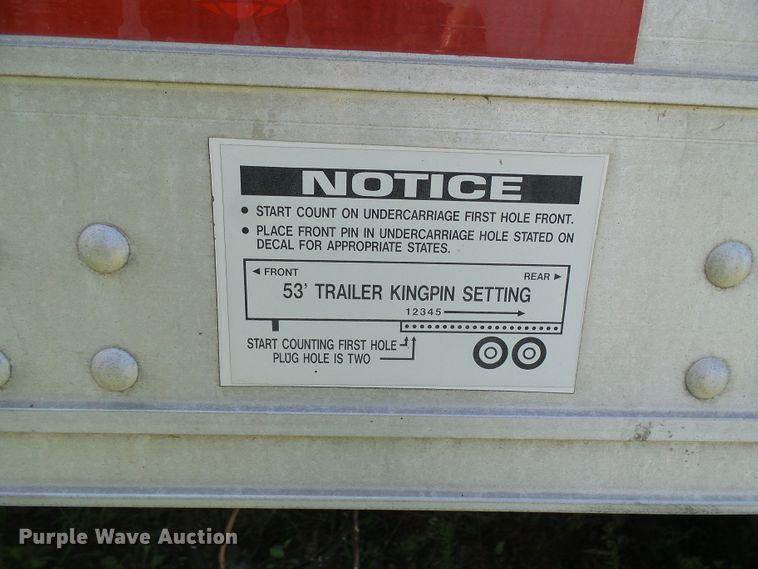 NOTICE
• START COUNT ON UNDERCARRIAGE FIRST HOLE FRONT.
• PLACE FRONT PIN IN UNDERCARRIAGE HOLE STATED ON
DECAL FOR APPROPRIATE STATES.
◄ FRONT
REAR ►
53' TRAILER KINGPIN SETTING
12345
START COUNTING FIRST HOLE
PLUG HOLE IS TWO
Purple Wave Auction